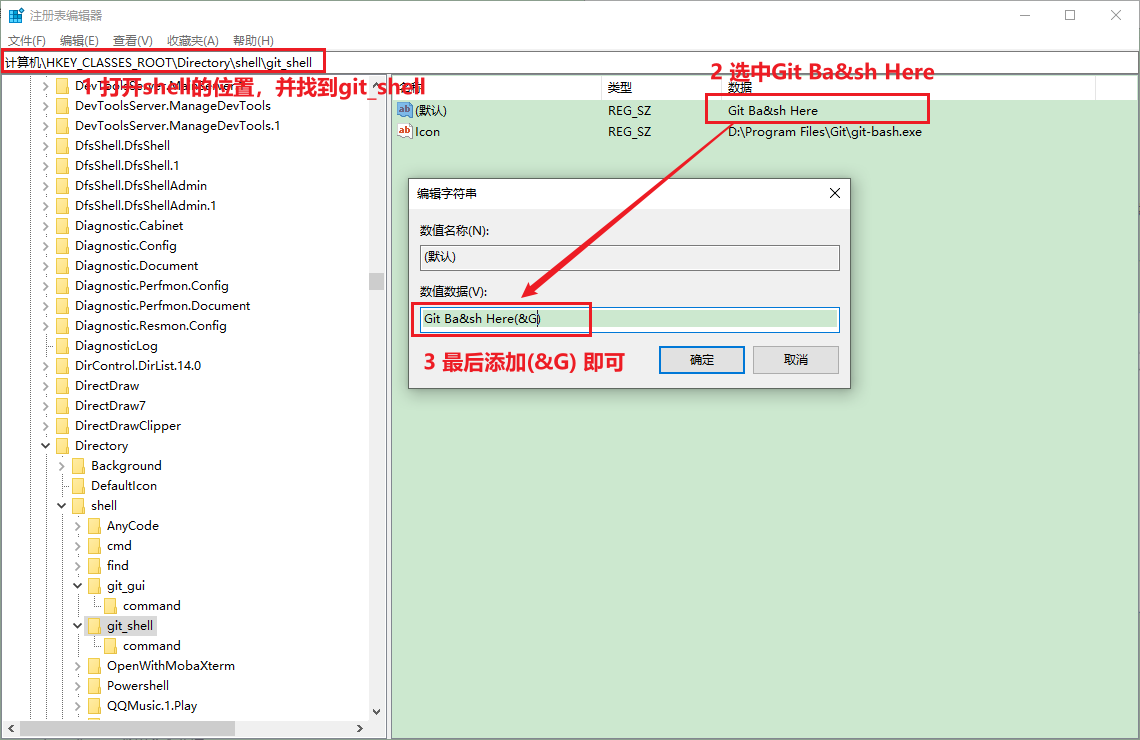 注册表编辑器
文件(F) 编辑(E) 查看(V) 收藏夹(A) 帮助(H)
计算机\HKEY_CLASSES_ROOT\Directory\shell\git_shell
1 打开shell的位置，并找到git_shell
2 选中Git Ba&sh Here
名称 类型 数据
DevToolsServer.ManageDevTools
DevToolsServer.ManageDevTools.1
DfsShell.DfsShell
DfsShell.DfsShell.1
DfsShell.DfsShellAdmin
DfsShell.DfsShellAdmin.1
Diagnostic.Cabinet
Diagnostic.Config
Diagnostic.Document
Diagnostic.Perfmon.Config
Diagnostic.Perfmon.Document
Diagnostic.Resmon.Config
DiagnosticLog
DirControl.DirList.14.0
DirectDraw
DirectDraw7
DirectDrawClipper
Directory
Background
DefaultIcon
shell
AnyCode
cmd
find
git_gui
command
git_shell
command
OpenWithMobaXterm
Powershell
QQMusic.1.Play
ab (默认) REG_SZ Git Ba&sh Here
ab Icon REG_SZ D:\Program Files\Git\git-bash.exe
编辑字符串
数值名称(N):
(默认)
数值数据(V):
Git Ba&sh Here(&G)
3 最后添加(&G) 即可
确定 取消